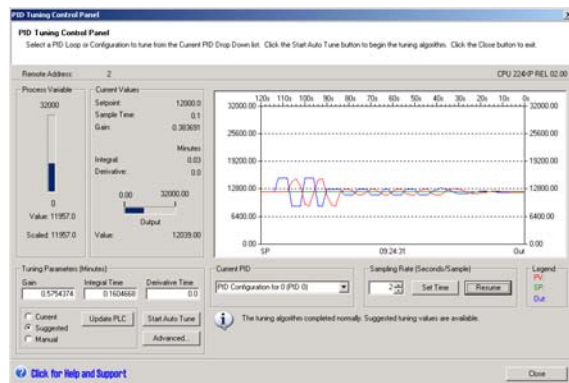 PID Tuning Control Panel
PID Tuning Control Panel
Select a PID Loop or Configuration to tune from the Current PID Drop Down list. Click the Start Auto Tune button to begin the tuning algorithm. Click the Close button to exit.
Remote Address: 2 CPU 224XP REL 02.00
Process Variable
32000
0
Value: 11957.0
Scaled: 11957.0
Current Values
Setpoint: 12000.0
Sample Time: 0.1
Gain: 0.383691
Minutes
Integral: 0.03
Derivative: 0.0
0.00 32000.00
Output
Value: 12039.00
120s 110s 100s 90s 80s 70s 60s 50s 40s 30s 20s 10s 0s
32000.00 32000.00
25600.00 25600.00
19200.00 19200.00
12800.00 12800.00
6400.00 6400.00
0.00 0.00
SP 09:24:31 Out
Tuning Parameters (Minutes)
Gain Integral Time Derivative Time
0.5754374 0.1604668 0.0
Current
Suggested
Manual
Update PLC
Start Auto Tune
Advanced...
Current PID
PID Configuration for 0 (PID 0)
Sampling Rate (Seconds/Sample)
2 Set Time Resume
Legend
PV:
SP:
Out:
The tuning algorithm completed normally. Suggested tuning values are available.
Click for Help and Support
Close